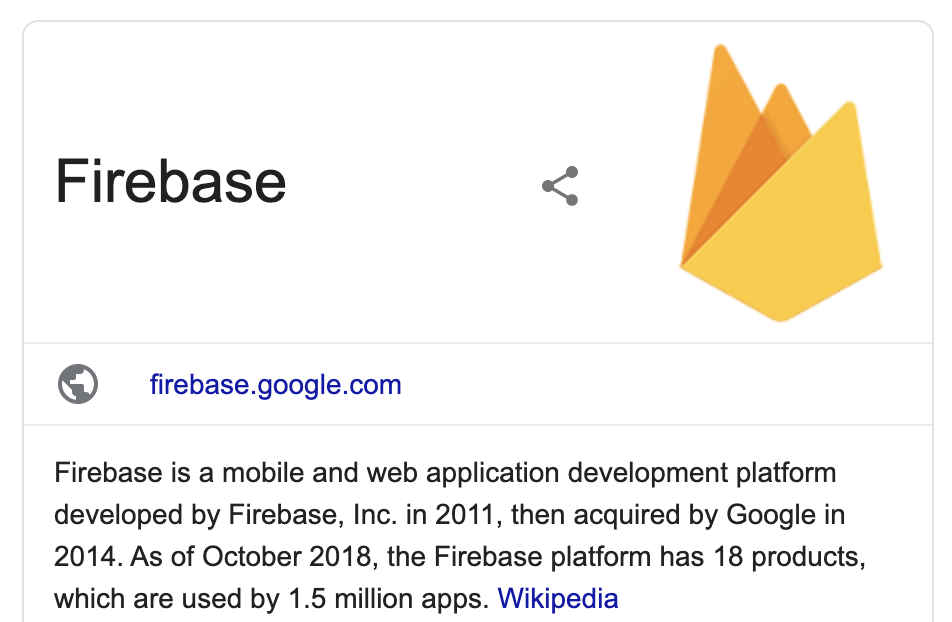 Firebase
firebase.google.com
Firebase is a mobile and web application development platform
developed by Firebase, Inc. in 2011, then acquired by Google in
2014. As of October 2018, the Firebase platform has 18 products,
which are used by 1.5 million apps. Wikipedia